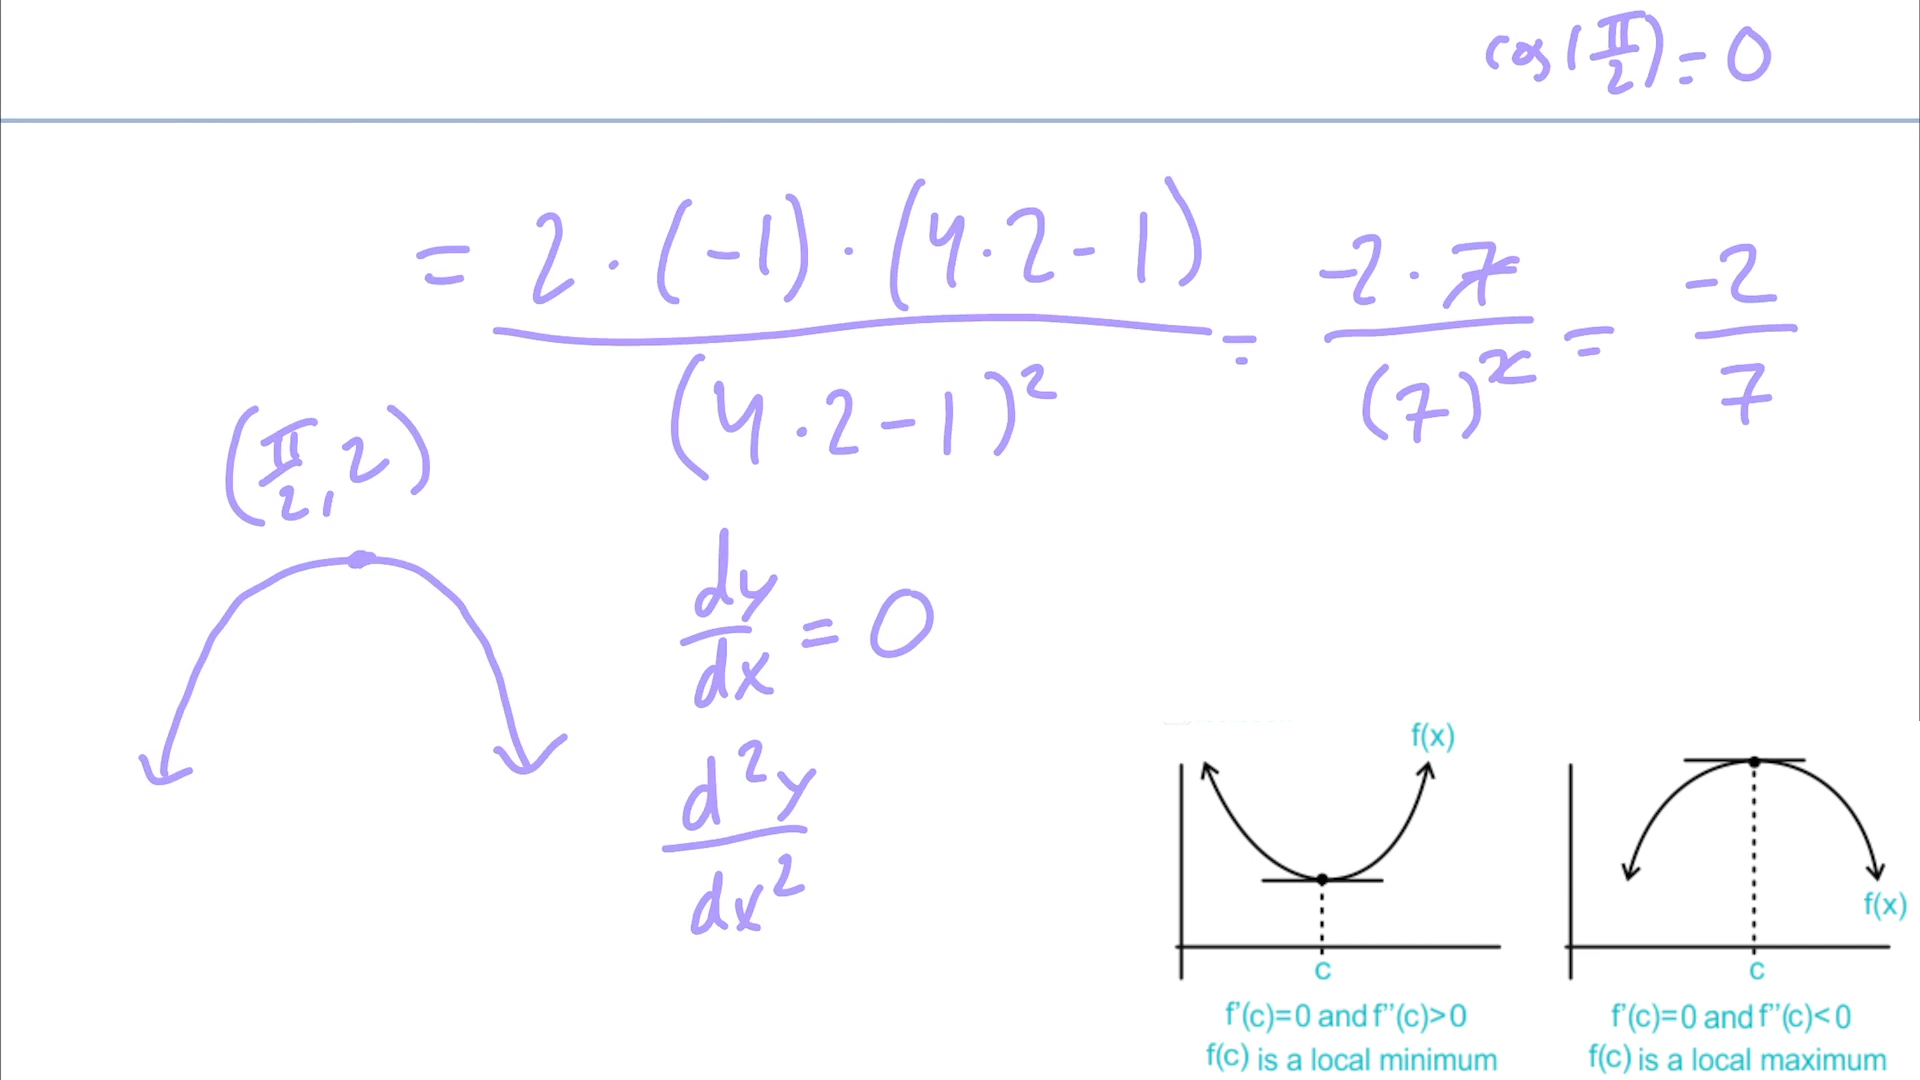 cos(π/2) = 0
= 2 · (-1) · (4·2-1) / (4·2-1)² = -2 · 7 / (7)² = -2 / 7
(π/2, 2)
dy/dx = 0
d²y/dx²
f(x)
c
f'(c)=0 and f''(c)>0
f(c) is a local minimum
f(x)
c
f'(c)=0 and f''(c)<0
f(c) is a local maximum